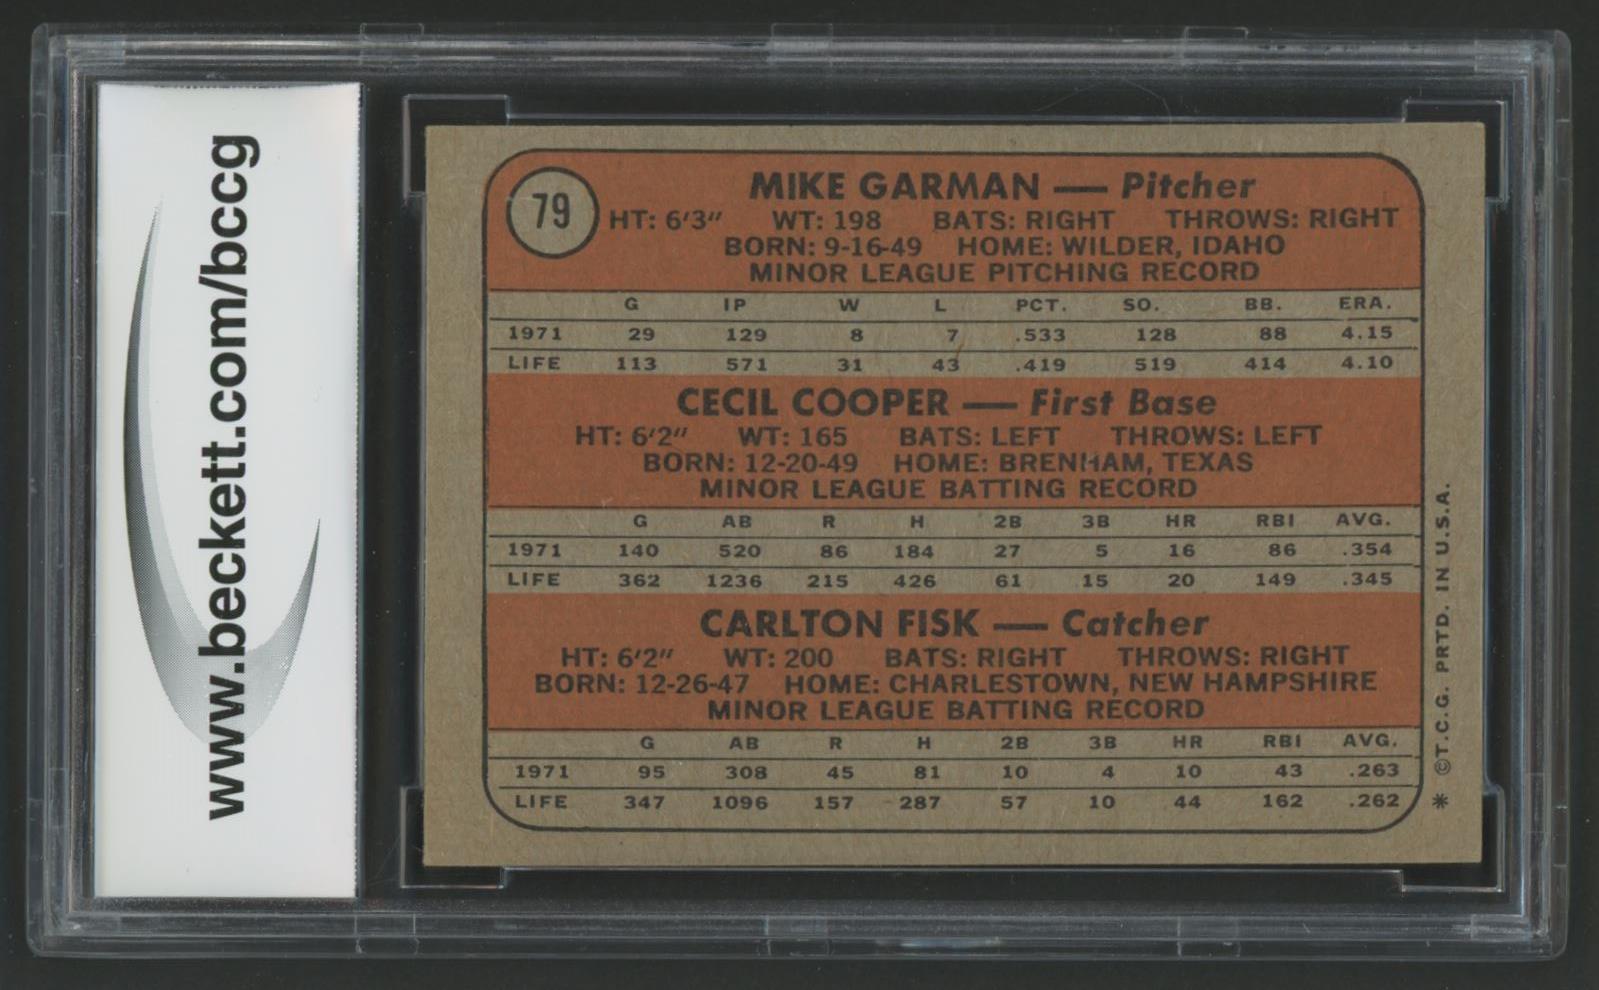 www.beckett.com/bccg
79
MIKE GARMAN — Pitcher
HT: 6'3" WT: 198 BATS: RIGHT THROWS: RIGHT
BORN: 9-16-49 HOME: WILDER, IDAHO
MINOR LEAGUE PITCHING RECORD
G IP W L PCT. SO. BB. ERA.
1971 29 129 8 7 .533 128 88 4.15
LIFE 113 571 31 43 .419 519 414 4.10
CECIL COOPER — First Base
HT: 6'2" WT: 165 BATS: LEFT THROWS: LEFT
BORN: 12-20-49 HOME: BRENHAM, TEXAS
MINOR LEAGUE BATTING RECORD
G AB R H 2B 3B HR RBI AVG.
1971 140 520 86 184 27 5 16 86 .354
LIFE 362 1236 215 426 61 15 20 149 .345
CARLTON FISK — Catcher
HT: 6'2" WT: 200 BATS: RIGHT THROWS: RIGHT
BORN: 12-26-47 HOME: CHARLESTOWN, NEW HAMPSHIRE
MINOR LEAGUE BATTING RECORD
G AB R H 2B 3B HR RBI AVG.
1971 95 308 45 81 10 4 10 43 .263
LIFE 347 1096 157 287 57 10 44 162 .262
* ©T.C.G. PRTD. IN U.S.A.